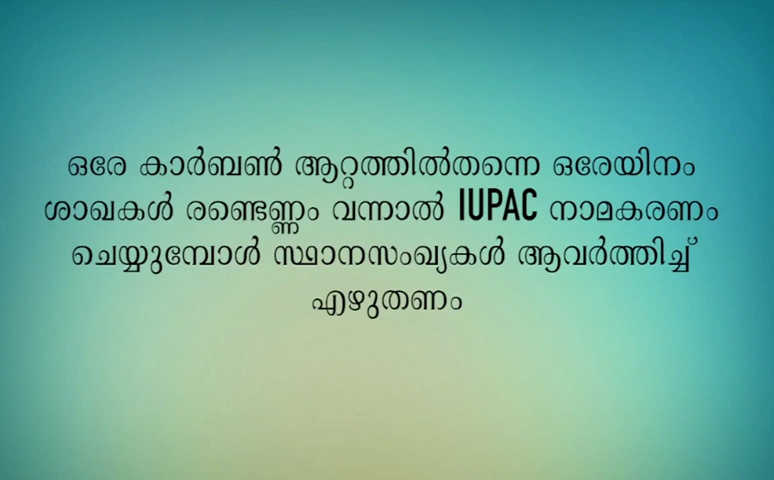 ഒരേ കാർബൺ ആറ്റത്തിൽതന്നെ ഒരേയിനം
ശാഖകൾ രണ്ടെണ്ണം വന്നാൽ IUPAC നാമകരണം
ചെയ്യുമ്പോൾ സ്ഥാനസംഖ്യകൾ ആവർത്തിച്ച്
എഴുതണം